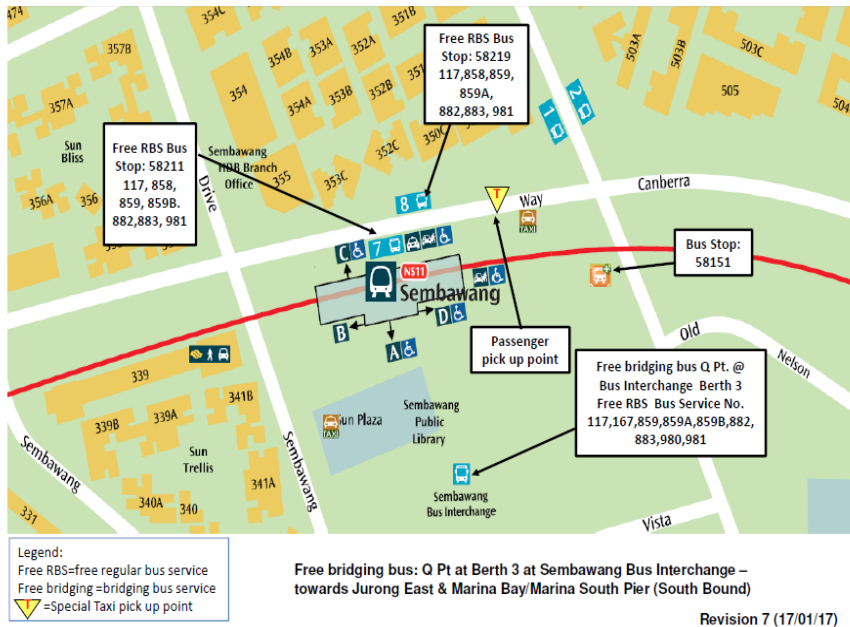 354C
351B
357B
354B
353A
352A
503A
503B
503C
354
351
505
357A
354A
353B
352B
504
Sun
Bliss
Sembawang
HDB Branch
Office
352C
350C
356A
356
355
353C
Drive
Free RBS Bus
Stop: 58219
117,858,859,
859A,
882,883, 981
Free RBS Bus
Stop: 58211
117, 858,
859, 859B.
882,883, 981
1
2
8
T
Way
Canberra
TAXI
C
7
NS11
Sembawang
Bus Stop:
58151
B
D
A
Passenger
pick up point
Old
Nelson
Free bridging bus Q Pt. @
Bus Interchange Berth 3
Free RBS Bus Service No.
117,167,859,859A,859B,882,
883,980,981
339
341B
339A
339B
Sun Plaza
TAXI
Sembawang
Public
Library
Sun
Trellis
Sembawang
Sembawang
341A
340A
340
331
Sembawang
Bus Interchange
Vista
Legend:
Free RBS=free regular bus service
Free bridging =bridging bus service
T =Special Taxi pick up point
Free bridging bus: Q Pt at Berth 3 at Sembawang Bus Interchange –
towards Jurong East & Marina Bay/Marina South Pier (South Bound)
Revision 7 (17/01/17)